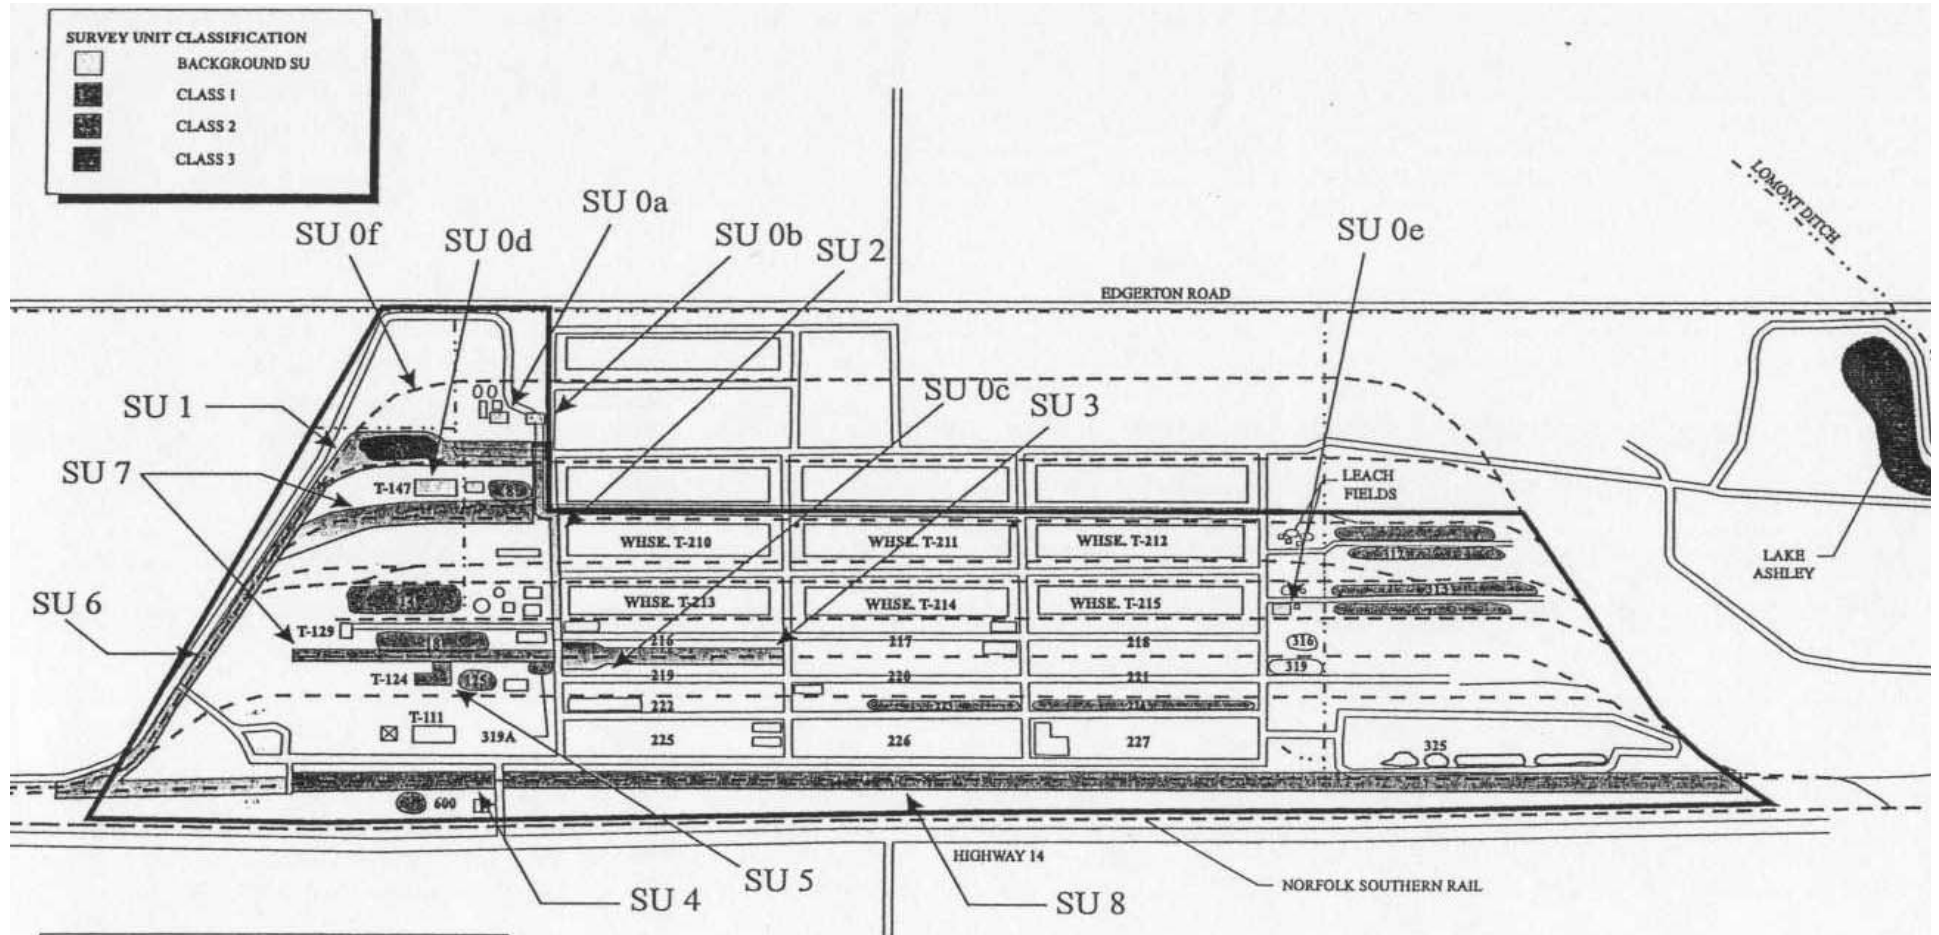 SURVEY UNIT CLASSIFICATION
BACKGROUND SU
CLASS 1
CLASS 2
CLASS 3
LOMONT DITCH
SU 0a
SU 0f
SU 0d
SU 0b
SU 2
SU 0e
EDGERTON ROAD
SU 0c
SU 3
SU 1
SU 7
T-147
LEACH
FIELDS
WHSE. T-210
WHSE. T-211
WHSE. T-212
LAKE
ASHLEY
SU 6
WHSE. T-213
WHSE. T-214
WHSE. T-215
T-129
216
217
218
316
319
T-124
219
220
221
222
T-111
319A
225
226
227
325
600
HIGHWAY 14
SU 5
SU 4
SU 8
NORFOLK SOUTHERN RAIL